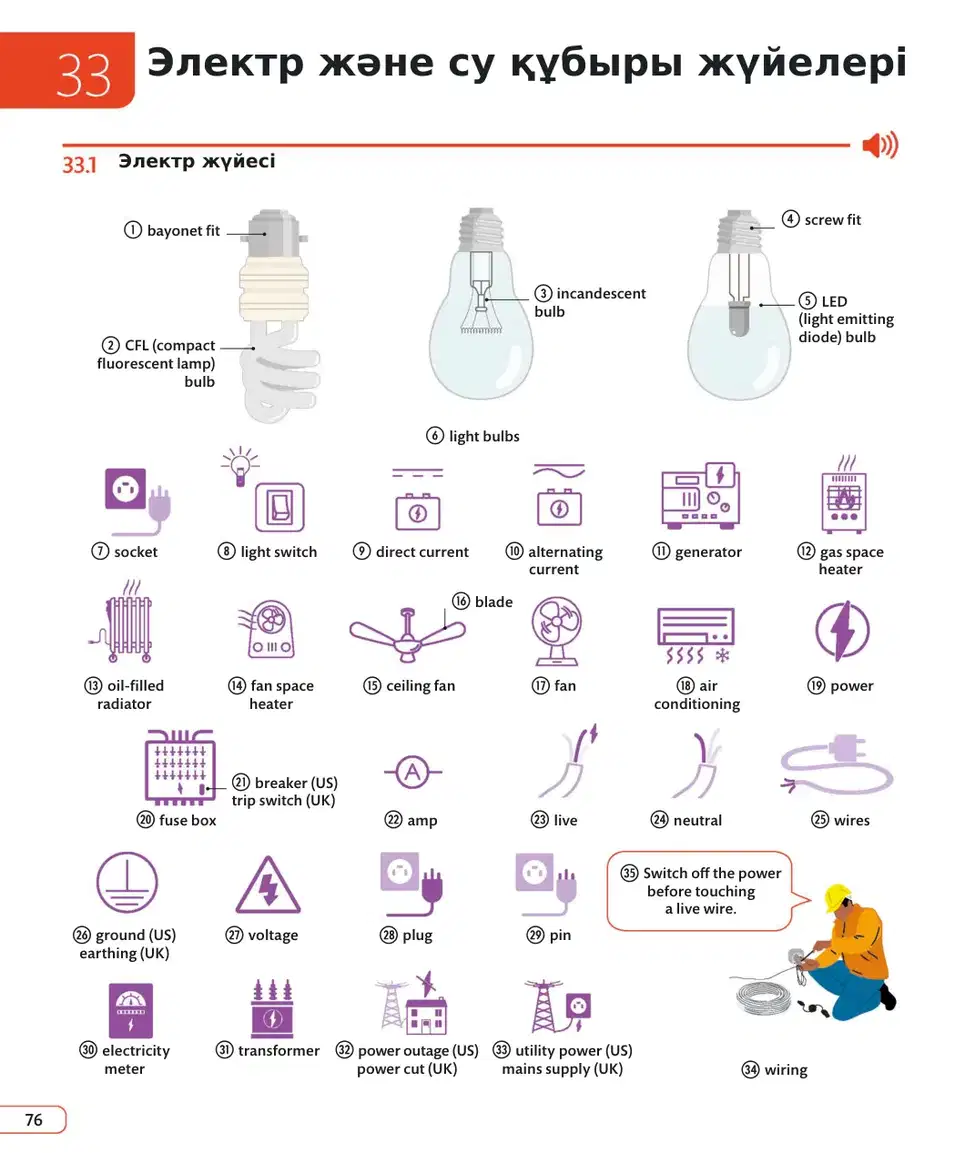 33
Электр және су құбыры жүйелері
33.1 Электр жүйесі
① bayonet fit
② CFL (compact
fluorescent lamp)
bulb
③ incandescent
bulb
④ screw fit
⑤ LED
(light emitting
diode) bulb
⑥ light bulbs
⑦ socket
⑧ light switch
⑨ direct current
⑩ alternating
current
⑪ generator
⑫ gas space
heater
⑬ oil-filled
radiator
⑭ fan space
heater
⑮ ceiling fan
⑯ blade
⑰ fan
⑱ air
conditioning
⑲ power
⑳ fuse box
㉑ breaker (US)
trip switch (UK)
A
㉒ amp
㉓ live
㉔ neutral
㉕ wires
㉖ ground (US)
earthing (UK)
㉗ voltage
㉘ plug
㉙ pin
㉟ Switch off the power
before touching
a live wire.
㉚ electricity
meter
㉛ transformer
㉜ power outage (US)
power cut (UK)
㉝ utility power (US)
mains supply (UK)
㉞ wiring
76